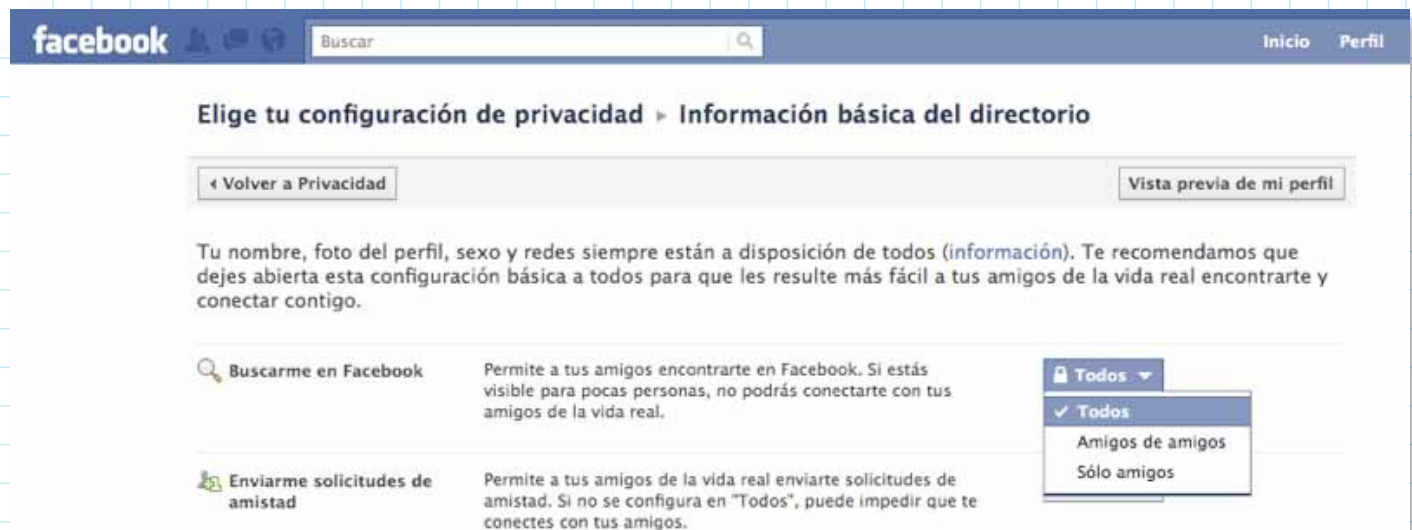 facebook
Buscar
Inicio Perfil
Elige tu configuración de privacidad ▸ Información básica del directorio
Volver a Privacidad
Vista previa de mi perfil
Tu nombre, foto del perfil, sexo y redes siempre están a disposición de todos (información). Te recomendamos que
dejes abierta esta configuración básica a todos para que les resulte más fácil a tus amigos de la vida real encontrarte y
conectar contigo.
Buscarme en Facebook
Permite a tus amigos encontrarte en Facebook. Si estás
visible para pocas personas, no podrás conectarte con tus
amigos de la vida real.
Todos
Todos
Amigos de amigos
Sólo amigos
Enviarme solicitudes de
amistad
Permite a tus amigos de la vida real enviarte solicitudes de
amistad. Si no se configura en "Todos", puede impedir que te
conectes con tus amigos.